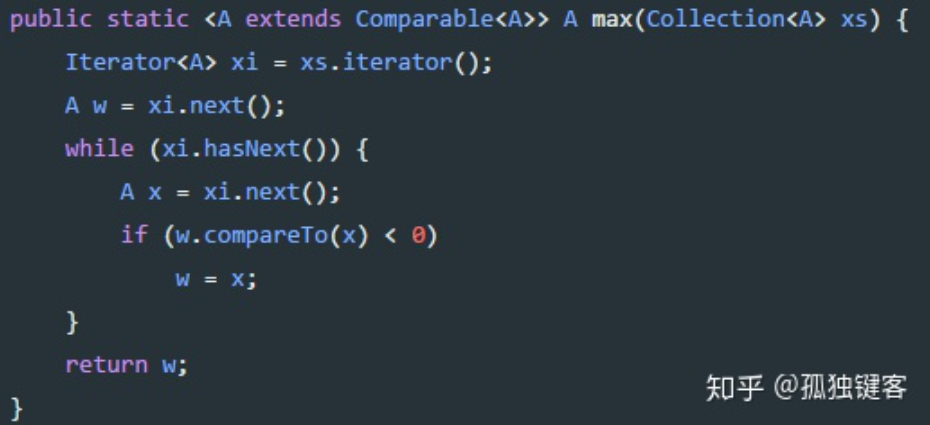 public static <A extends Comparable<A>> A max(Collection<A> xs) {
    Iterator<A> xi = xs.iterator();
    A w = xi.next();
    while (xi.hasNext()) {
        A x = xi.next();
        if (w.compareTo(x) < 0)
            w = x;
    }
    return w;
}
知乎 @孤独键客